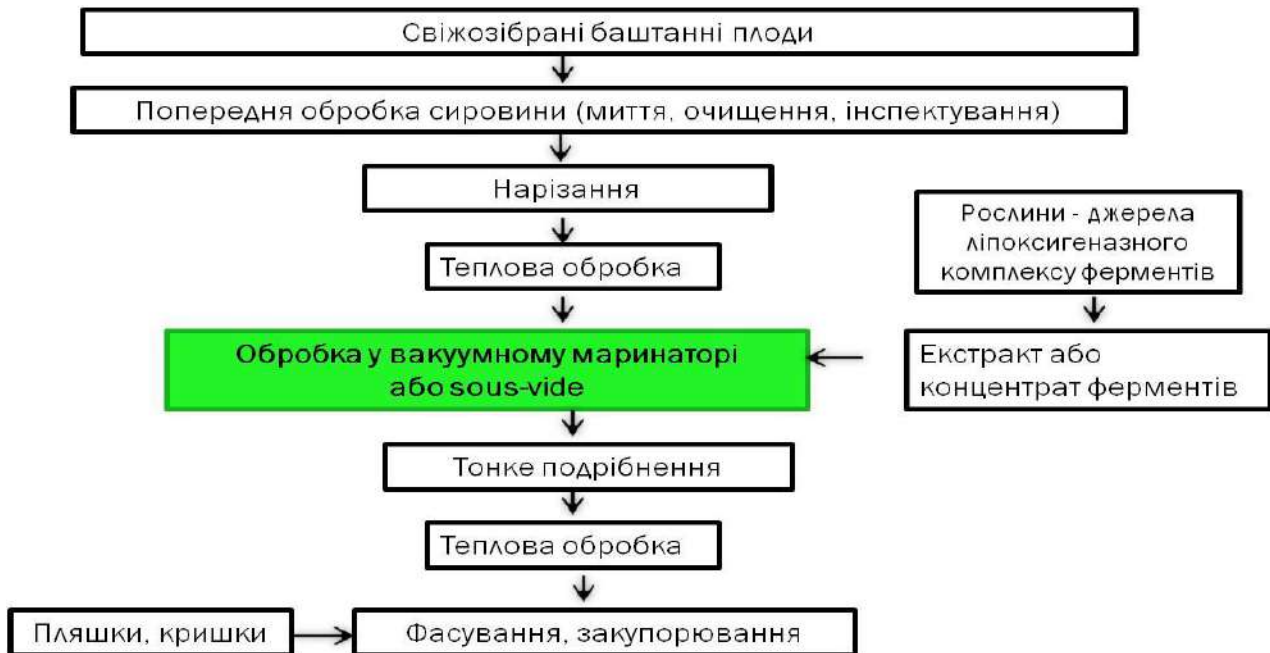 Свіжозібрані баштанні плоди
Попередня обробка сировини (миття, очищення, інспектування)
Нарізання
Теплова обробка
Рослини - джерела
ліпоксигеназного
комплексу ферментів
Обробка у вакуумному маринаторі
або sous-vide
Екстракт або
концентрат ферментів
Тонке подрібнення
Теплова обробка
Пляшки, кришки
Фасування, закупорювання